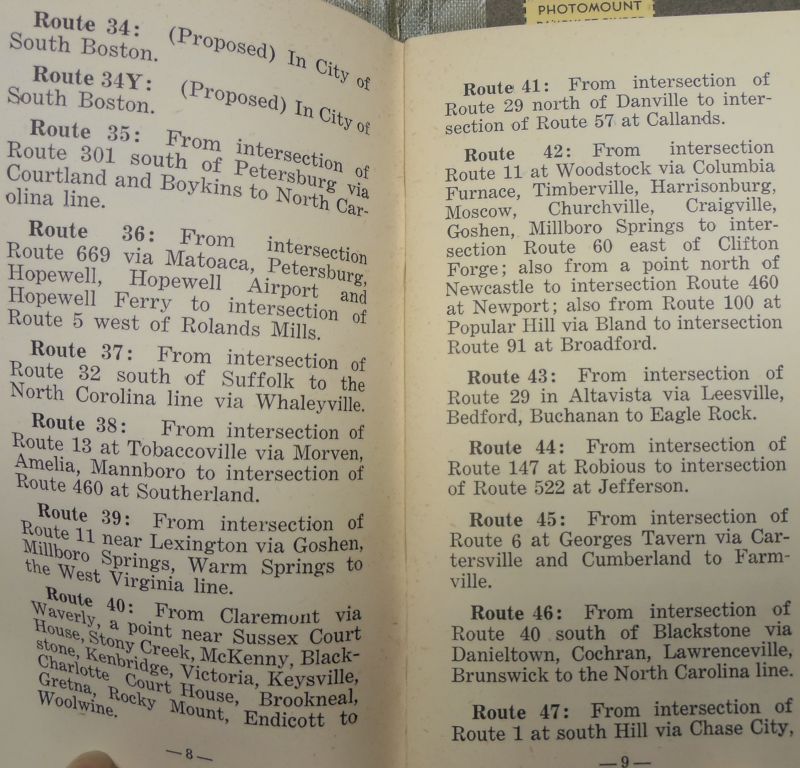 PHOTOMOUNT
Route 34: (Proposed) In City of
South Boston.
Route 34Y: (Proposed) In City of
South Boston.
Route 35: From intersection of
Route 301 south of Petersburg via
Courtland and Boykins to North Car-
olina line.
Route 36: From intersection
Route 669 via Matoaca, Petersburg,
Hopewell, Hopewell Airport and
Hopewell Ferry to intersection of
Route 5 west of Rolands Mills.
Route 37: From intersection of
Route 32 south of Suffolk to the
North Corolina line via Whaleyville.
Route 38: From intersection of
Route 13 at Tobaccoville via Morven,
Amelia, Mannboro to intersection of
Route 460 at Southerland.
Route 39: From intersection of
Route 11 near Lexington via Goshen,
Millboro Springs, Warm Springs to
the West Virginia line.
Route 40: From Claremont via
Waverly, a point near Sussex Court
House, Stony Creek, McKenny, Black-
stone, Kenbridge, Victoria, Keysville,
Charlotte Court House, Brookneal,
Gretna, Rocky Mount, Endicott to
Woolwine.
—8—
Route 41: From intersection of
Route 29 north of Danville to inter-
section of Route 57 at Callands.
Route 42: From intersection
Route 11 at Woodstock via Columbia
Furnace, Timberville, Harrisonburg,
Moscow, Churchville, Craigville,
Goshen, Millboro Springs to inter-
section Route 60 east of Clifton
Forge; also from a point north of
Newcastle to intersection Route 460
at Newport; also from Route 100 at
Popular Hill via Bland to intersection
Route 91 at Broadford.
Route 43: From intersection of
Route 29 in Altavista via Leesville,
Bedford, Buchanan to Eagle Rock.
Route 44: From intersection of
Route 147 at Robious to intersection
of Route 522 at Jefferson.
Route 45: From intersection of
Route 6 at Georges Tavern via Car-
tersville and Cumberland to Farm-
ville.
Route 46: From intersection of
Route 40 south of Blackstone via
Danieltown, Cochran, Lawrenceville,
Brunswick to the North Carolina line.
Route 47: From intersection of
Route 1 at south Hill via Chase City,
—9—